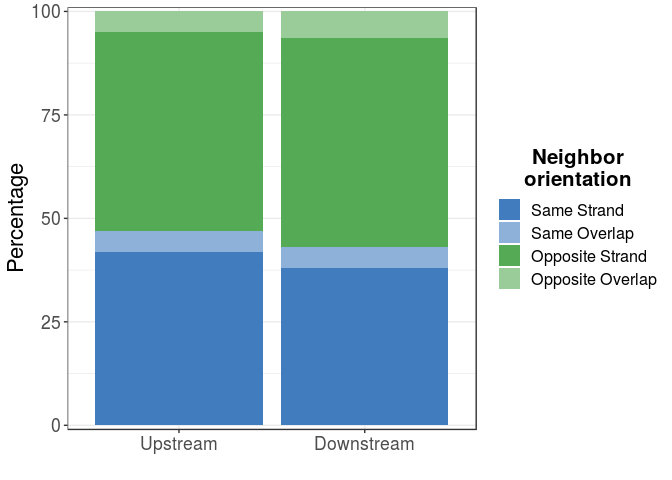 100
75
50
25
0
Percentage
Upstream
Downstream
Neighbor
orientation
Same Strand
Same Overlap
Opposite Strand
Opposite Overlap